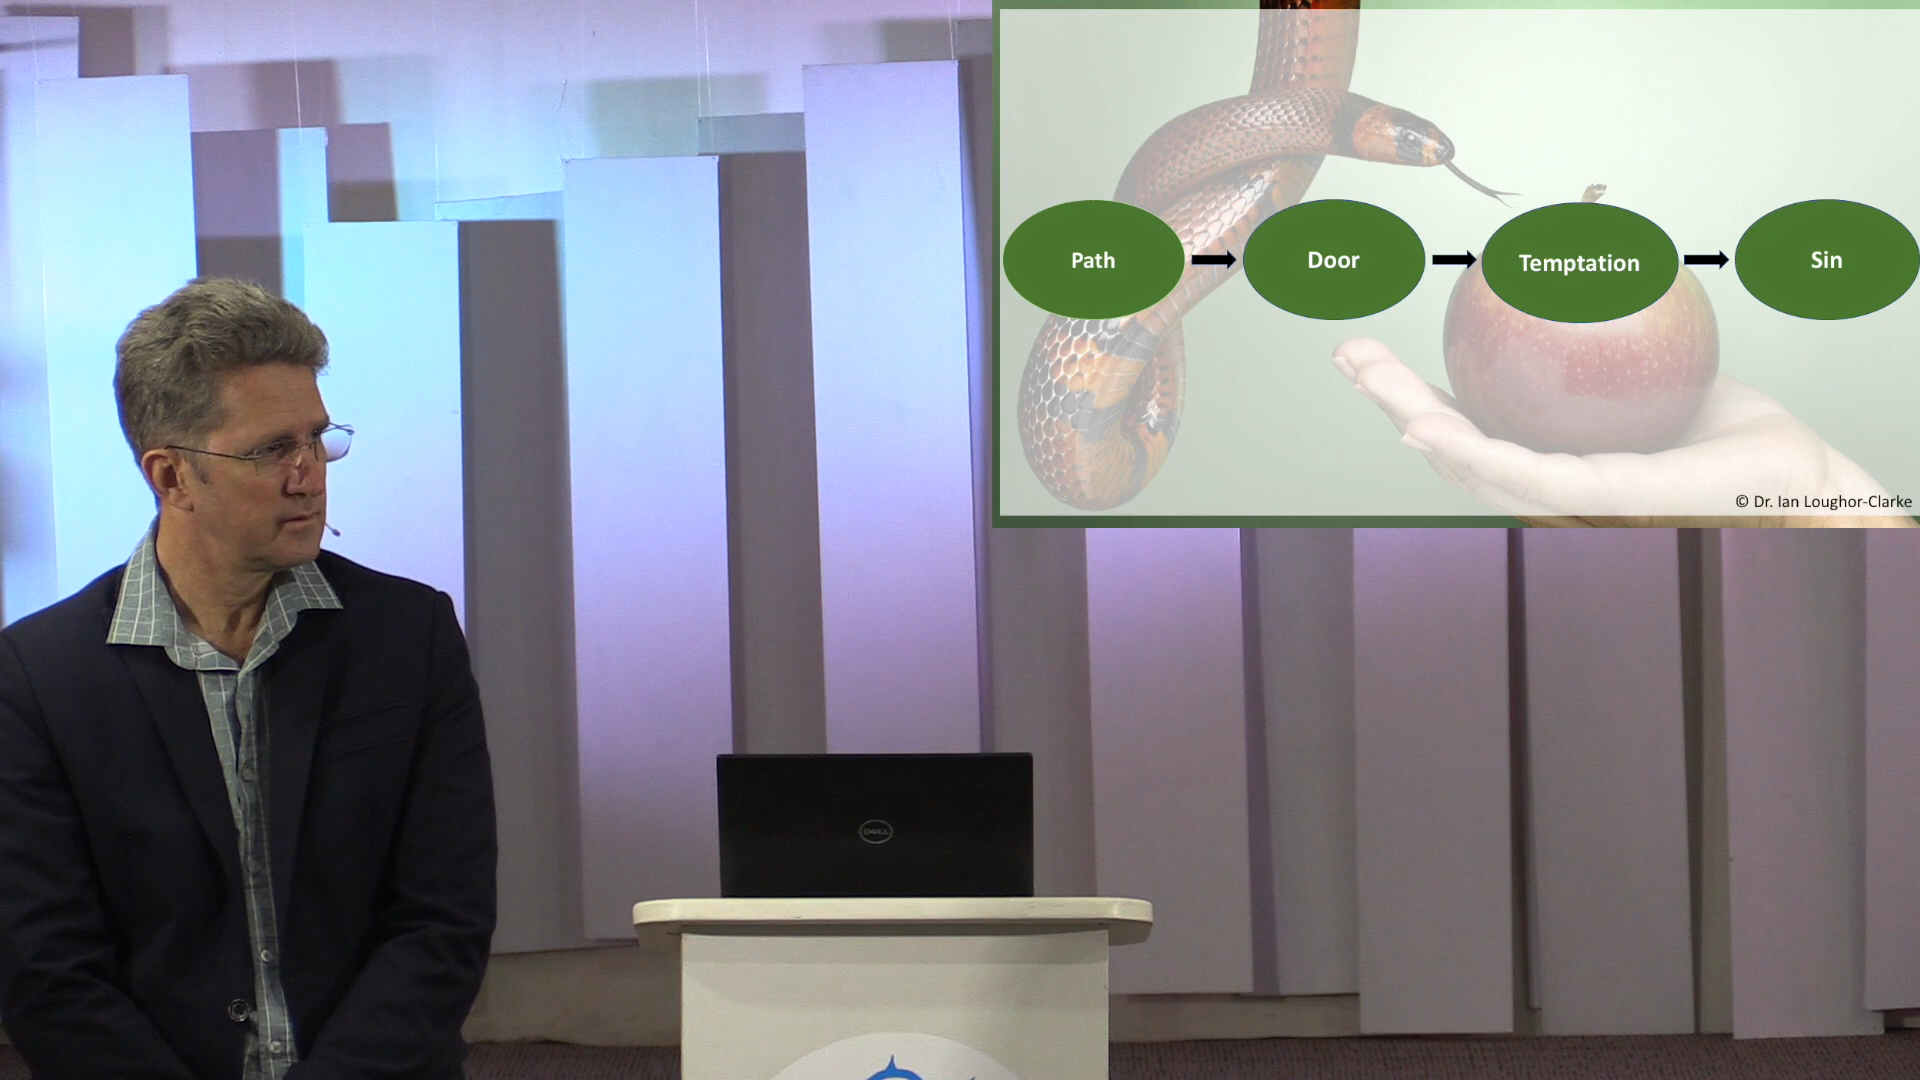 Path
Door
Temptation
Sin
© Dr. Ian Loughor-Clarke
DELL